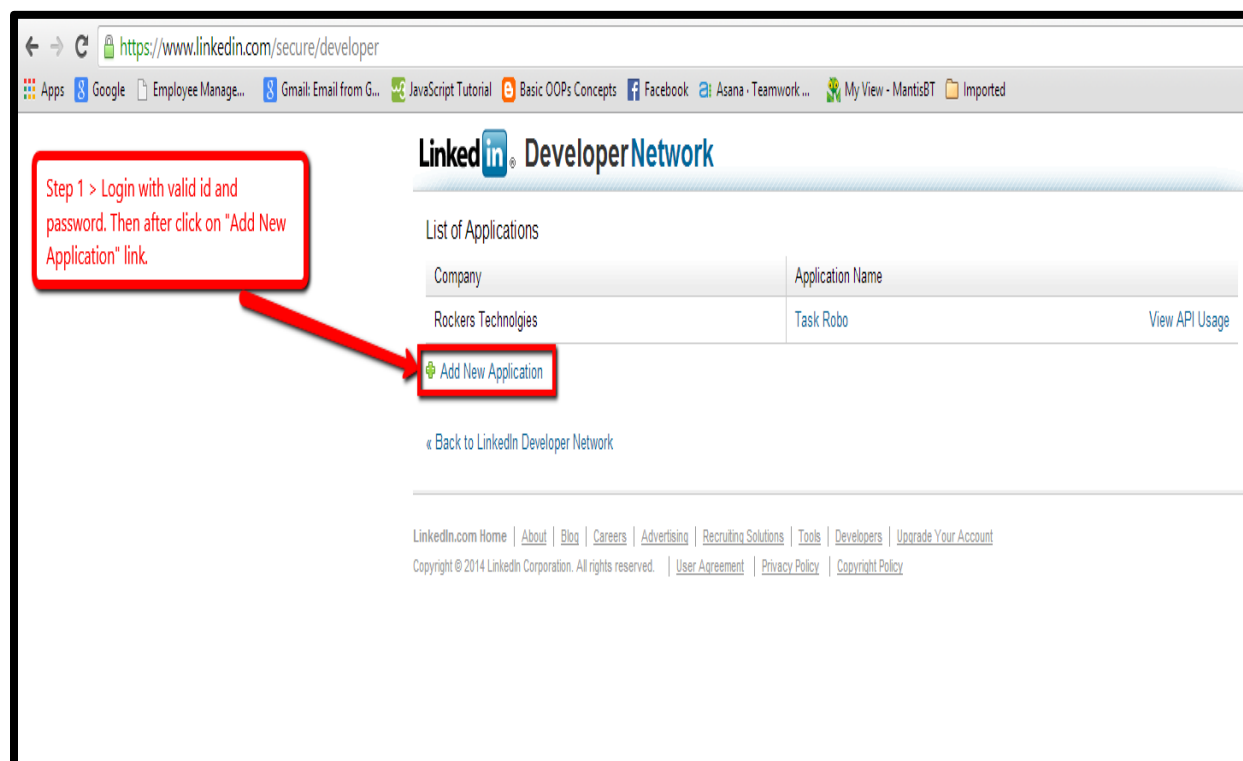 https://www.linkedin.com/secure/developer
Apps Google Employee Manage... Gmail: Email from G... JavaScript Tutorial Basic OOPs Concepts Facebook Asana · Teamwork ... My View - MantisBT Imported
Linked in ® DeveloperNetwork
Step 1 > Login with valid id and
password. Then after click on "Add New
Application" link.
List of Applications
Company Application Name
Rockers Technolgies Task Robo View API Usage
Add New Application
« Back to LinkedIn Developer Network
LinkedIn.com Home | About | Blog | Careers | Advertising | Recruiting Solutions | Tools | Developers | Upgrade Your Account
Copyright © 2014 LinkedIn Corporation. All rights reserved. | User Agreement | Privacy Policy | Copyright Policy